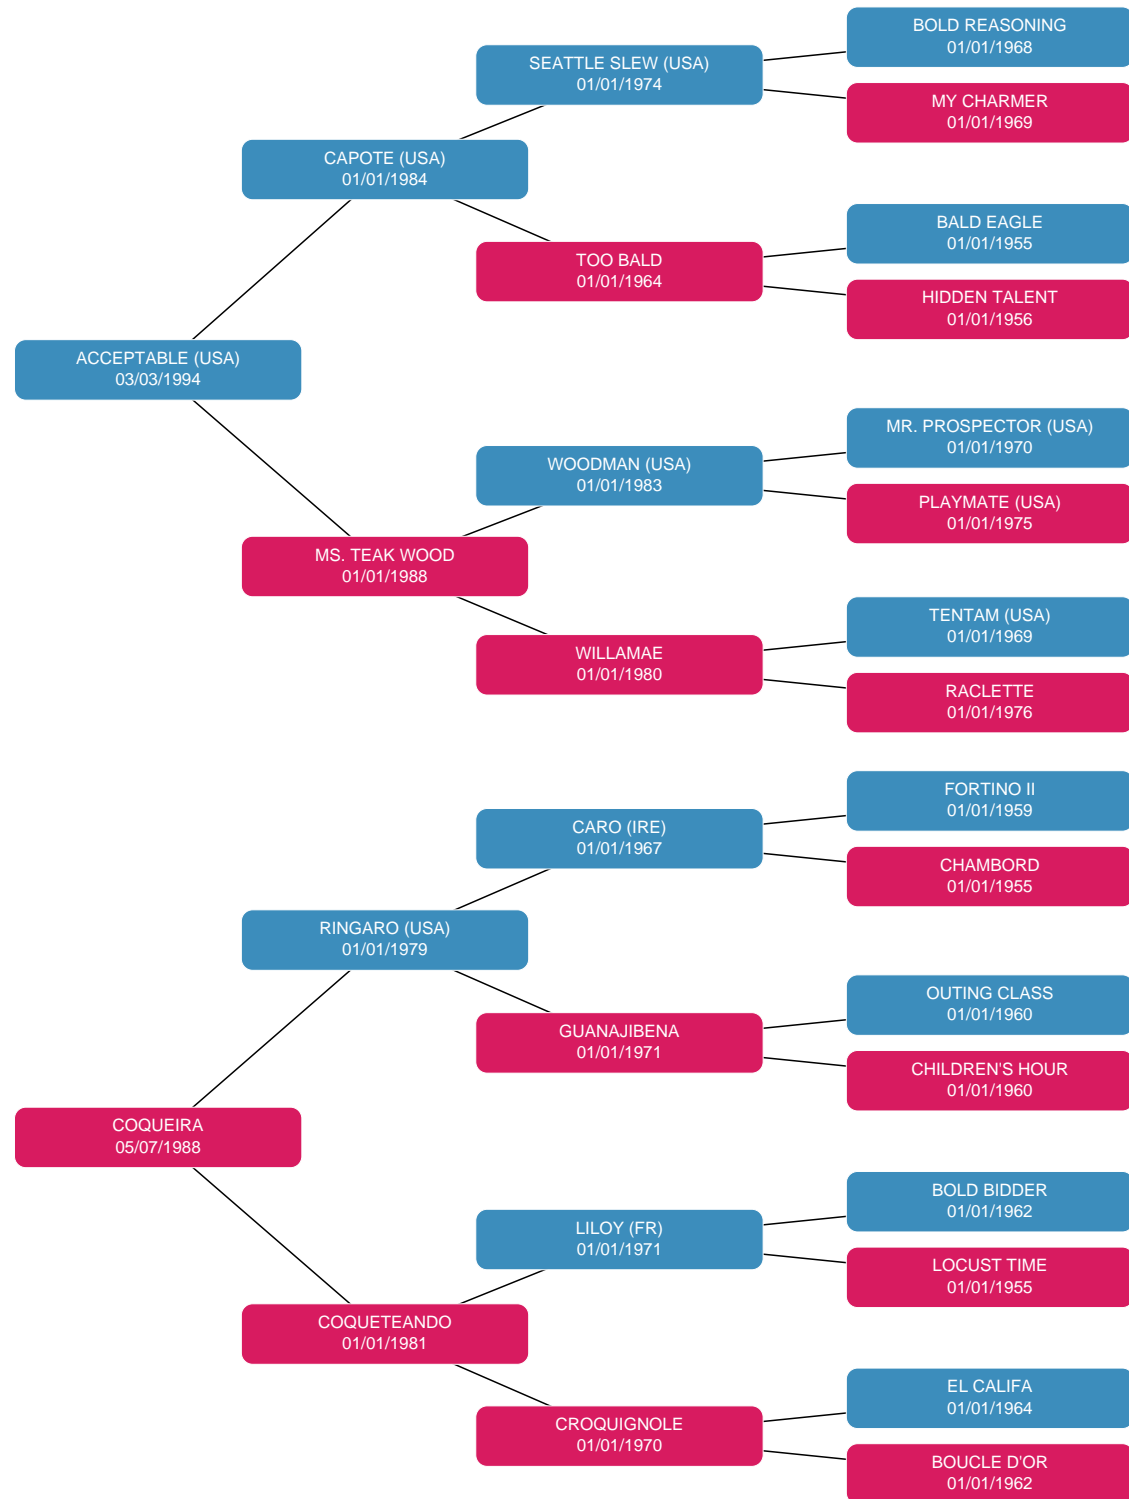 BOLD REASONING
01/01/1968
SEATTLE SLEW (USA)
01/01/1974
MY CHARMER
01/01/1969
CAPOTE (USA)
01/01/1984
BALD EAGLE
01/01/1955
TOO BALD
01/01/1964
HIDDEN TALENT
01/01/1956
ACCEPTABLE (USA)
03/03/1994
MR. PROSPECTOR (USA)
01/01/1970
WOODMAN (USA)
01/01/1983
PLAYMATE (USA)
01/01/1975
MS. TEAK WOOD
01/01/1988
TENTAM (USA)
01/01/1969
WILLAMAE
01/01/1980
RACLETTE
01/01/1976
FORTINO II
01/01/1959
CARO (IRE)
01/01/1967
CHAMBORD
01/01/1955
RINGARO (USA)
01/01/1979
OUTING CLASS
01/01/1960
GUANAJIBENA
01/01/1971
CHILDREN'S HOUR
01/01/1960
COQUEIRA
05/07/1988
BOLD BIDDER
01/01/1962
LILOY (FR)
01/01/1971
LOCUST TIME
01/01/1955
COQUETEANDO
01/01/1981
EL CALIFA
01/01/1964
CROQUIGNOLE
01/01/1970
BOUCLE D'OR
01/01/1962